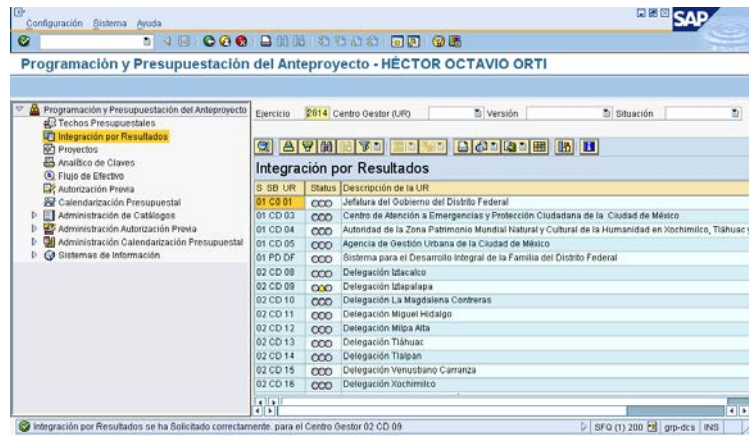 Configuración Sistema Ayuda
SAP
Programación y Presupuestación del Anteproyecto - HÉCTOR OCTAVIO ORTI
Programación y Presupuestación del Anteproyecto
Techos Presupuestales
Integración por Resultados
Proyectos
Analítico de Claves
Flujo de Efectivo
Autorización Previa
Calendarización Presupuestal
Administración de Catálogos
Administración Autorización Previa
Administración Calendarización Presupuestal
Sistemas de Información
Ejercicio 2014 Centro Gestor (UR) Versión Situación
Integración por Resultados
S SB UR Status Descripción de la UR
01 C0 01 Jefatura del Gobierno del Distrito Federal
01 CD 03 Centro de Atención a Emergencias y Protección Ciudadana de la Ciudad de México
01 CD 04 Autoridad de la Zona Patrimonio Mundial Natural y Cultural de la Humanidad en Xochimilco, Tláhuac y
01 CD 05 Agencia de Gestión Urbana de la Ciudad de México
01 PD DF Sistema para el Desarrollo Integral de la Familia del Distrito Federal
02 CD 08 Delegación Iztacalco
02 CD 09 Delegación Iztapalapa
02 CD 10 Delegación La Magdalena Contreras
02 CD 11 Delegación Miguel Hidalgo
02 CD 12 Delegación Milpa Alta
02 CD 13 Delegación Tláhuac
02 CD 14 Delegación Tlalpan
02 CD 15 Delegación Venustiano Carranza
02 CD 16 Delegación Xochimilco
Integración por Resultados se ha Solicitado correctamente. para el Centro Gestor 02 CD 09
SFQ (1) 200 grp-dcs INS